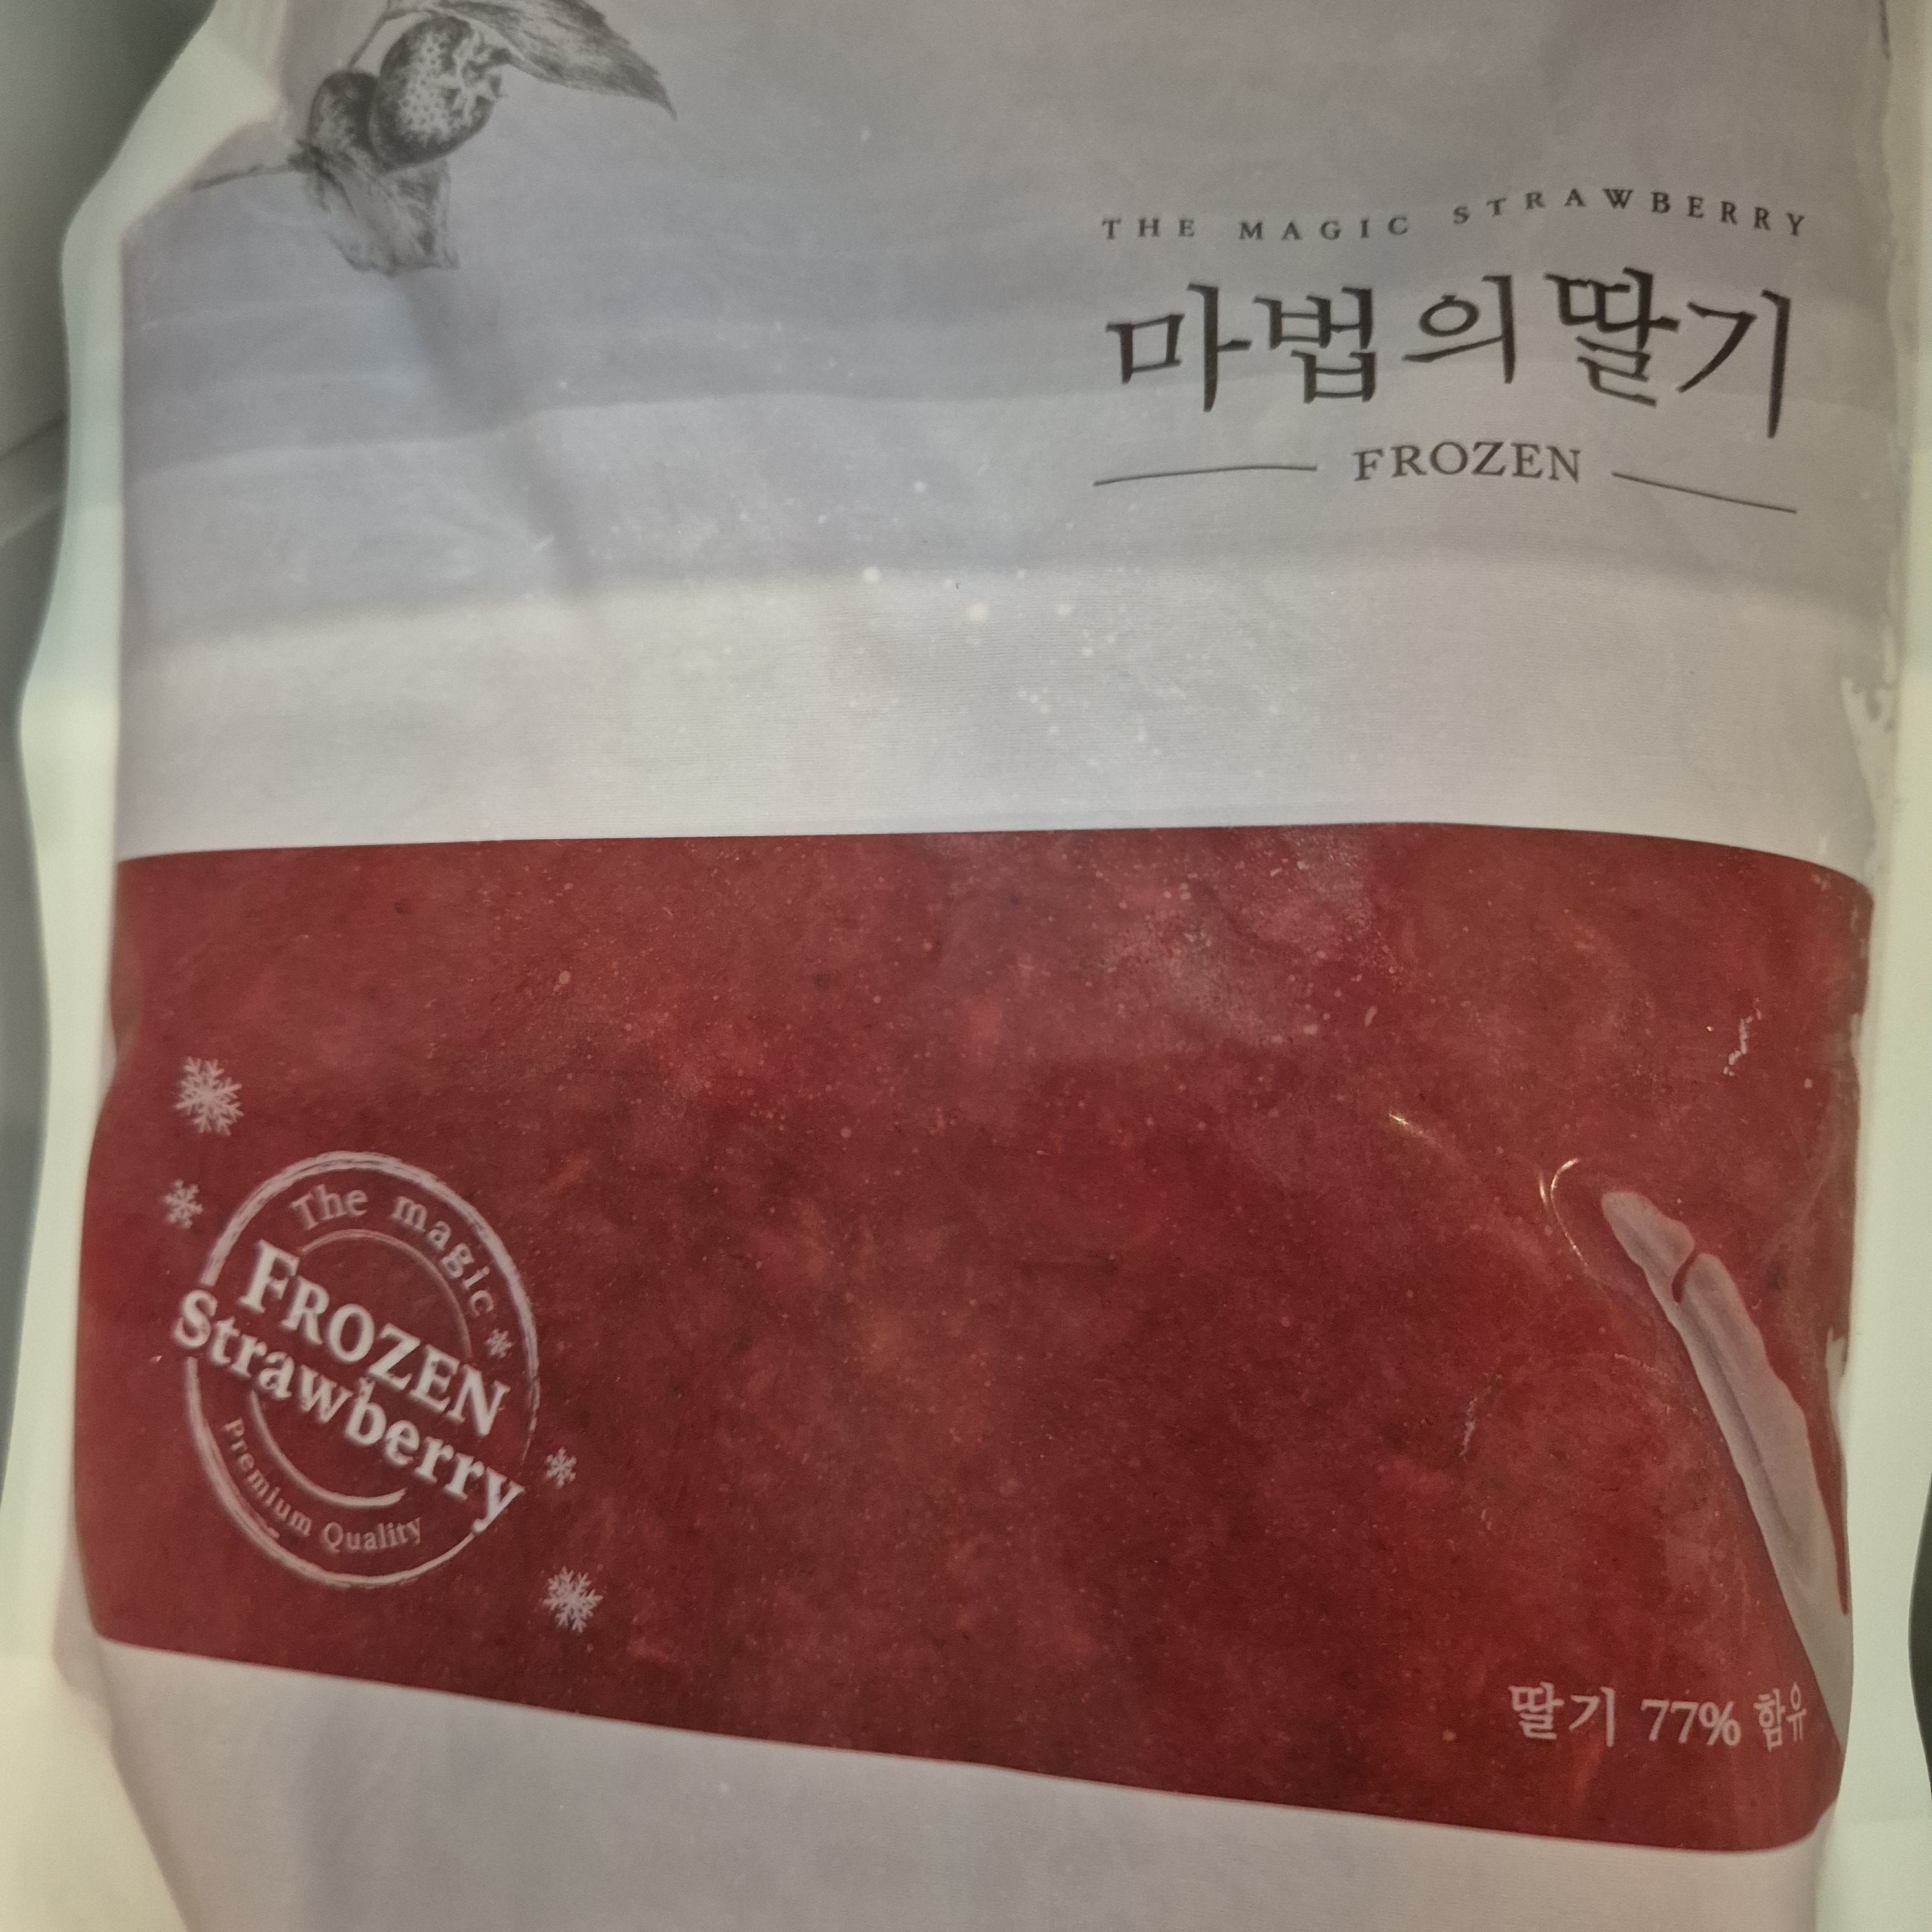 THE MAGIC STRAWBERRY
마법의딸기
FROZEN
The magic
FROZEN
Strawberry
Premium Quality
딸기 77% 함유